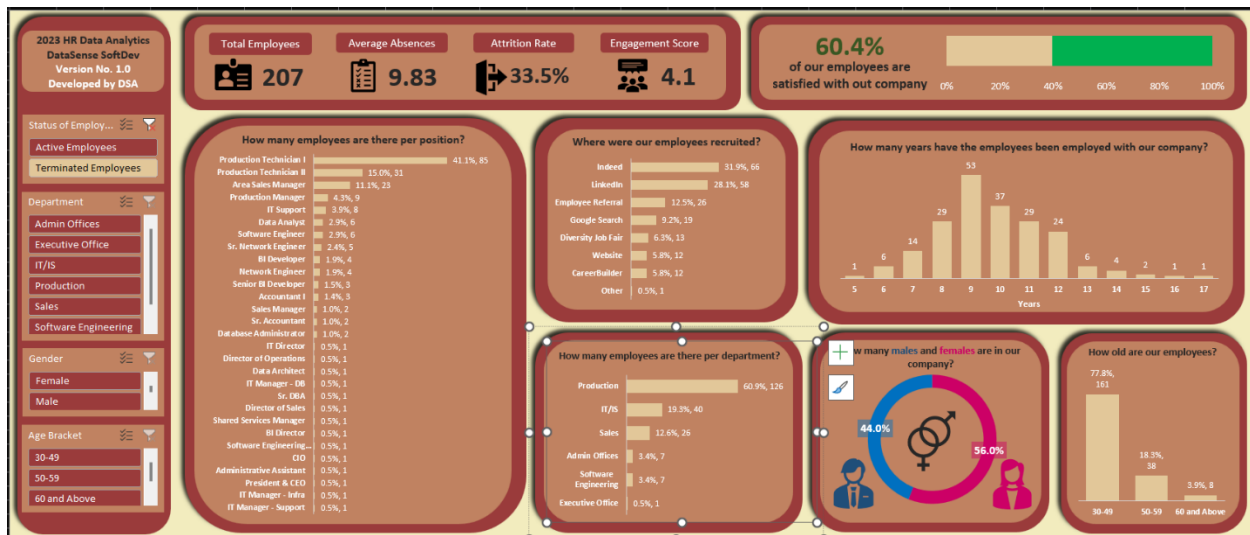 2023 HR Data Analytics
DataSense SoftDev
Version No. 1.0
Developed by DSA
Status of Employ...
Active Employees
Terminated Employees
Department
Admin Offices
Executive Office
IT/IS
Production
Sales
Software Engineering
Gender
Female
Male
Age Bracket
30-49
50-59
60 and Above
Total Employees
207
Average Absences
9.83
Attrition Rate
33.5%
Engagement Score
4.1
60.4%
of our employees are
satisfied with out company
0% 20% 40% 60% 80% 100%
How many employees are there per position?
Production Technician I 41.1%, 85
Production Technician II 15.0%, 31
Area Sales Manager 11.1%, 23
Production Manager 4.3%, 9
IT Support 3.9%, 8
Data Analyst 2.9%, 6
Software Engineer 2.9%, 6
Sr. Network Engineer 2.4%, 5
BI Developer 1.9%, 4
Network Engineer 1.9%, 4
Senior BI Developer 1.5%, 3
Accountant I 1.4%, 3
Sales Manager 1.0%, 2
Sr. Accountant 1.0%, 2
Database Administrator 1.0%, 2
IT Director 0.5%, 1
Director of Operations 0.5%, 1
Data Architect 0.5%, 1
IT Manager - DB 0.5%, 1
Sr. DBA 0.5%, 1
Director of Sales 0.5%, 1
Shared Services Manager 0.5%, 1
BI Director 0.5%, 1
Software Engineering... 0.5%, 1
CIO 0.5%, 1
Administrative Assistant 0.5%, 1
President & CEO 0.5%, 1
IT Manager - Infra 0.5%, 1
IT Manager - Support 0.5%, 1
Where were our employees recruited?
Indeed 31.9%, 66
LinkedIn 28.1%, 58
Employee Referral 12.5%, 26
Google Search 9.2%, 19
Diversity Job Fair 6.3%, 13
Website 5.8%, 12
CareerBuilder 5.8%, 12
Other 0.5%, 1
How many years have the employees been employed with our company?
1 6 14 29 53 37 29 24 6 4 2 1 1
5 6 7 8 9 10 11 12 13 14 15 16 17
Years
How many employees are there per department?
Production 60.9%, 126
IT/IS 19.3%, 40
Sales 12.6%, 26
Admin Offices 3.4%, 7
Software
Engineering 3.4%, 7
Executive Office 0.5%, 1
ow many males and females are in our
company?
44.0%
56.0%
How old are our employees?
77.8%,
161
18.3%,
38
3.9%, 8
30-49 50-59 60 and Above